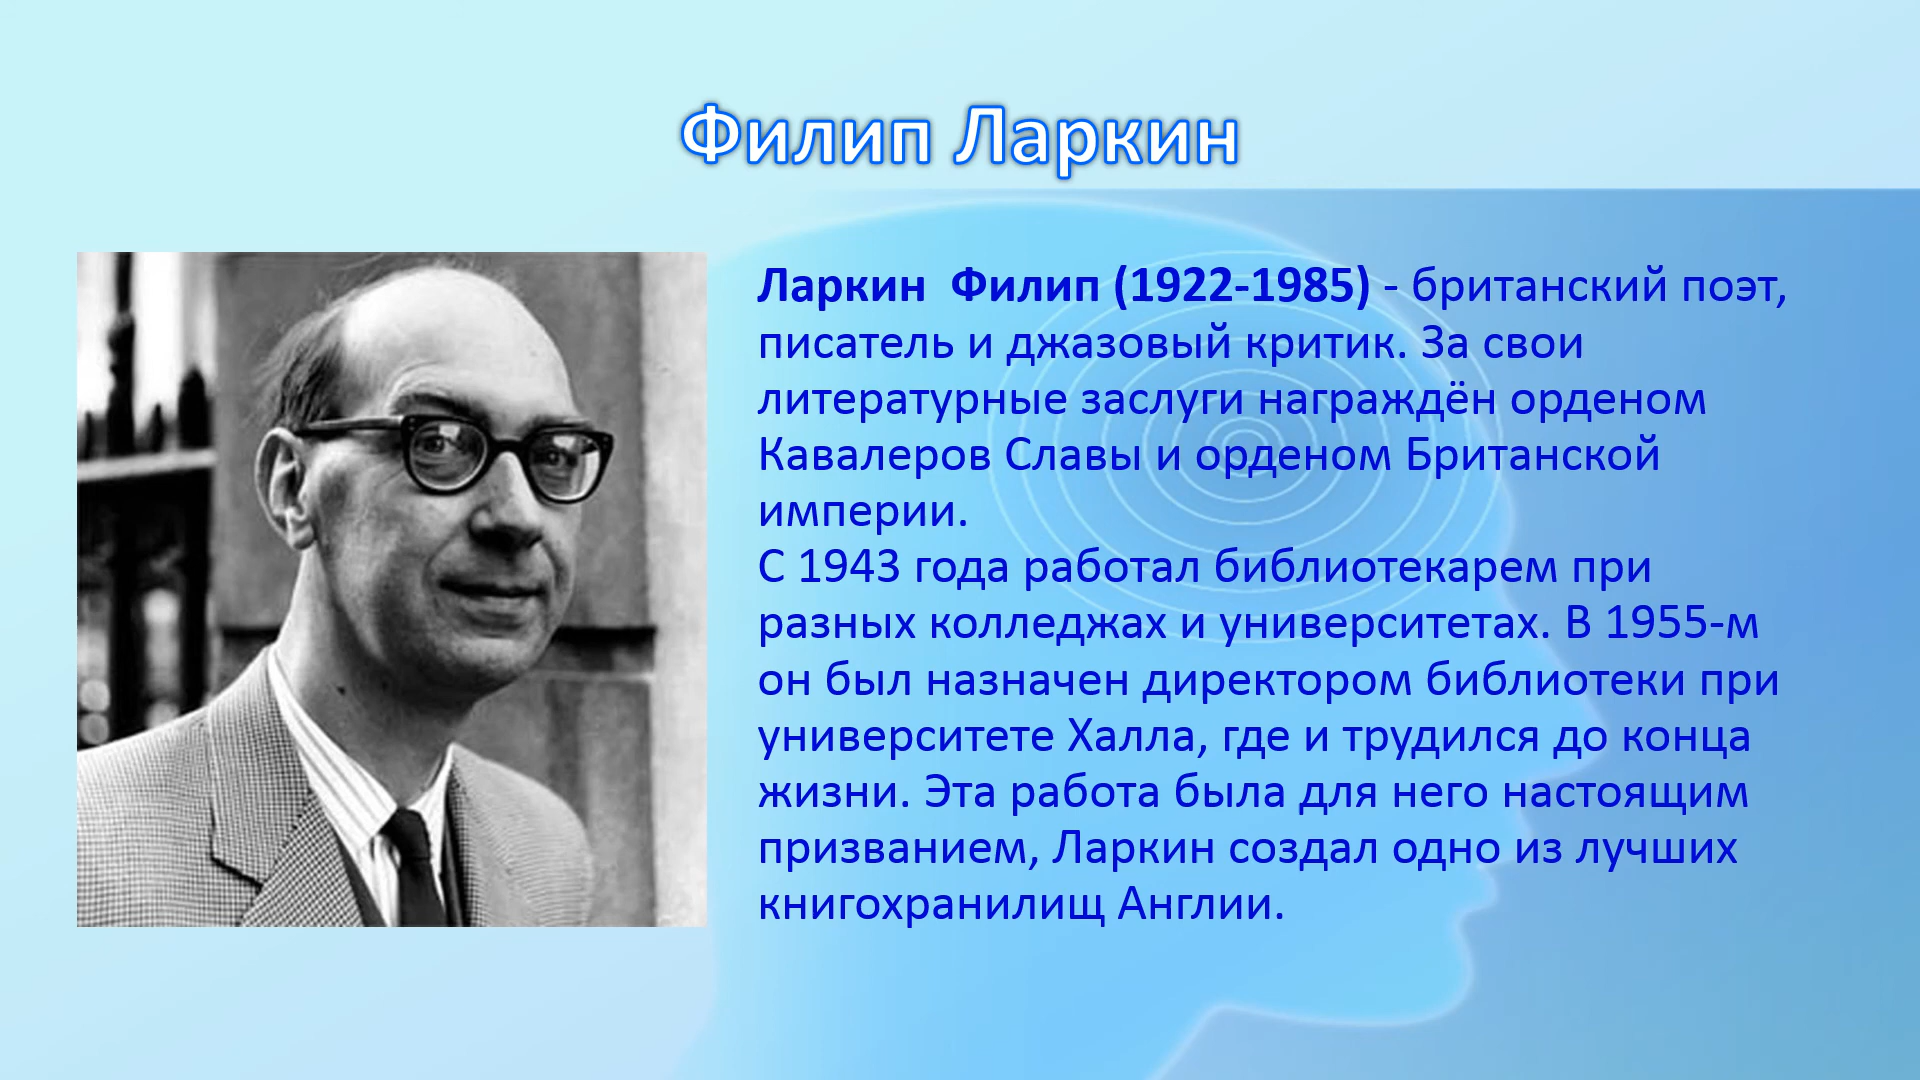 Филип Ларкин
Ларкин  Филип (1922-1985) - британский поэт,
писатель и джазовый критик. За свои
литературные заслуги награждён орденом
Кавалеров Славы и орденом Британской
империи.
С 1943 года работал библиотекарем при
разных колледжах и университетах. В 1955-м
он был назначен директором библиотеки при
университете Халла, где и трудился до конца
жизни. Эта работа была для него настоящим
призванием, Ларкин создал одно из лучших
книгохранилищ Англии.